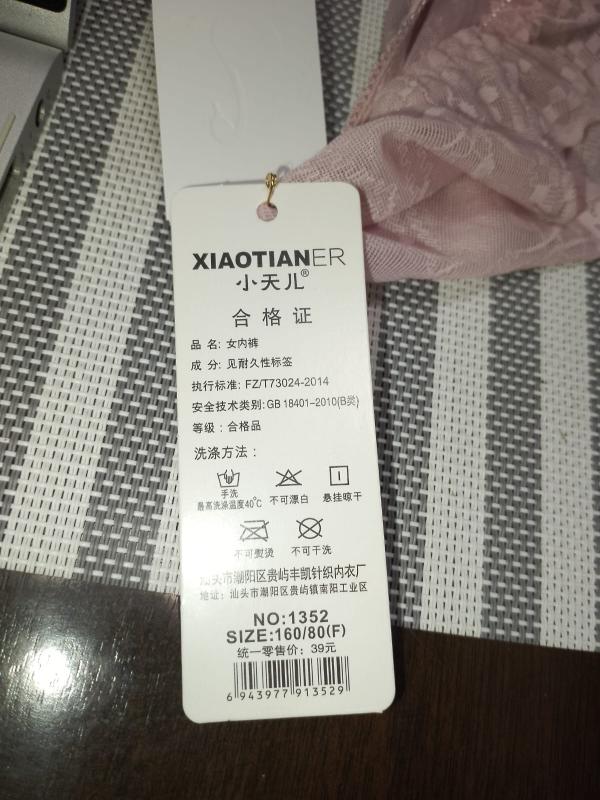 XIAOTIANER
小天儿®
合格证
品 名: 女内裤
成 分: 见耐久性标签
执行标准: FZ/T73024-2014
安全技术类别: GB 18401-2010(B类)
等级：合格品
洗涤方法：
手洗
最高洗涤温度40℃ 不可漂白 悬挂晾干
不可熨烫 不可干洗
汕头市潮阳区贵屿丰凯针织内衣厂
地址：汕头市潮阳区贵屿镇南阳工业区
NO:1352
SIZE:160/80(F)
统一零售价：39元
6 943977 913529